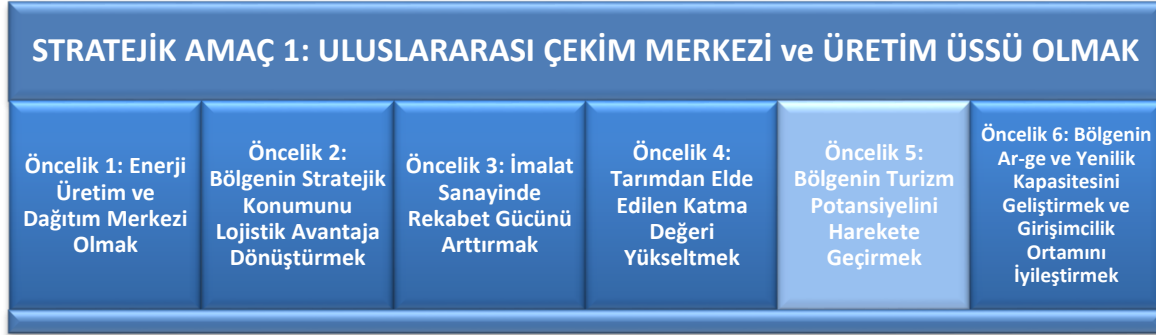 STRATEJİK AMAÇ 1: ULUSLARARASI ÇEKİM MERKEZİ ve ÜRETİM ÜSSÜ OLMAK
Öncelik 1: Enerji
Üretim ve
Dağıtım Merkezi
Olmak
Öncelik 2:
Bölgenin Stratejik
Konumunu
Lojistik Avantaja
Dönüştürmek
Öncelik 3: İmalat
Sanayinde
Rekabet Gücünü
Arttırmak
Öncelik 4:
Tarımdan Elde
Edilen Katma
Değeri
Yükseltmek
Öncelik 5:
Bölgenin Turizm
Potansiyelini
Harekete
Geçirmek
Öncelik 6: Bölgenin
Ar-ge ve Yenilik
Kapasitesini
Geliştirmek ve
Girişimcilik
Ortamını
İyileştirmek